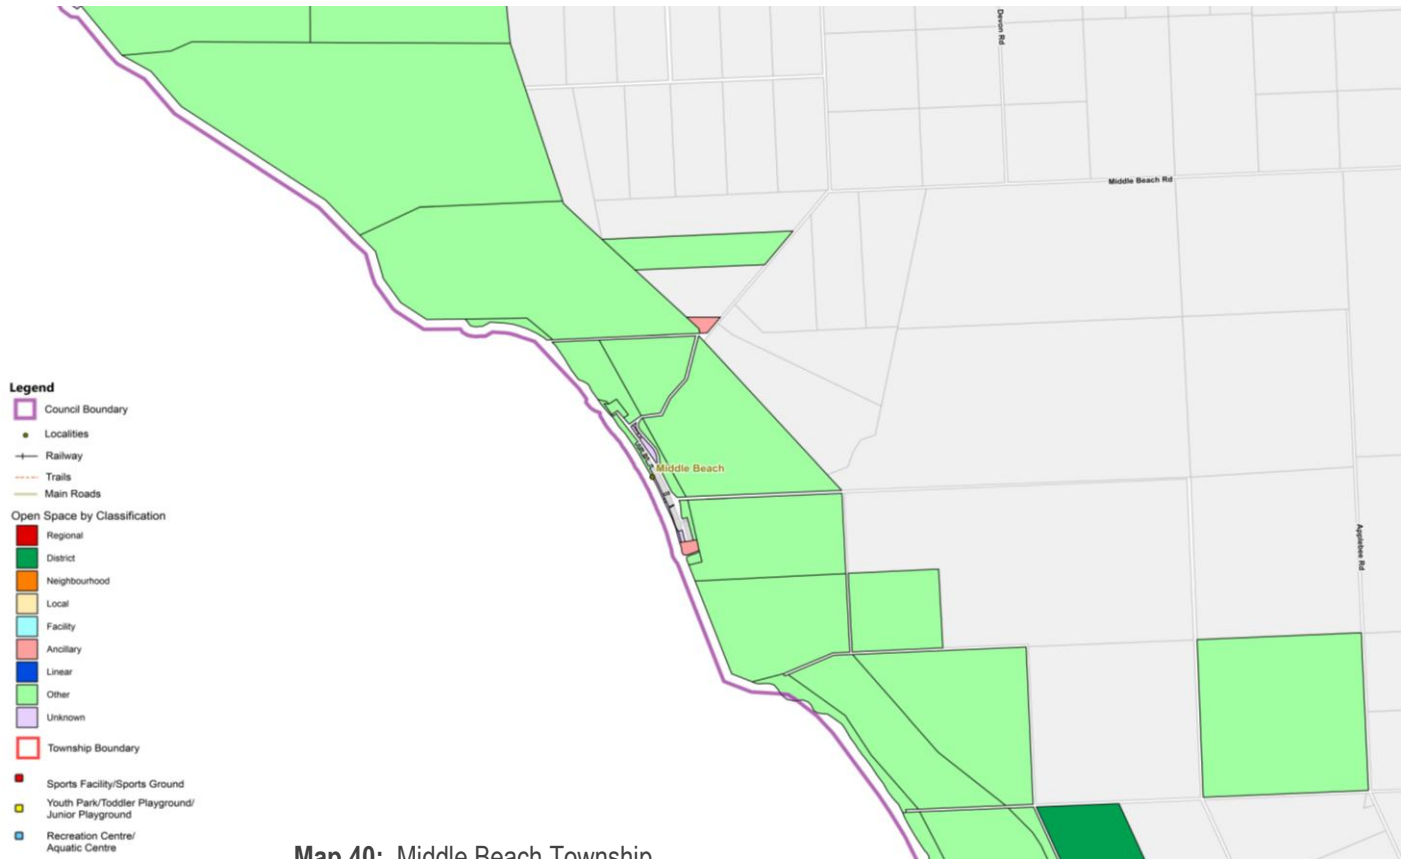 Devon Rd
Middle Beach Rd
Middle Beach
Applebee Rd
Legend
Council Boundary
Localities
Railway
Trails
Main Roads
Open Space by Classification
Regional
District
Neighbourhood
Local
Facility
Ancillary
Linear
Other
Unknown
Township Boundary
Sports Facility/Sports Ground
Youth Park/Toddler Playground/
Junior Playground
Recreation Centre/
Aquatic Centre
Map 40: Middle Beach Township